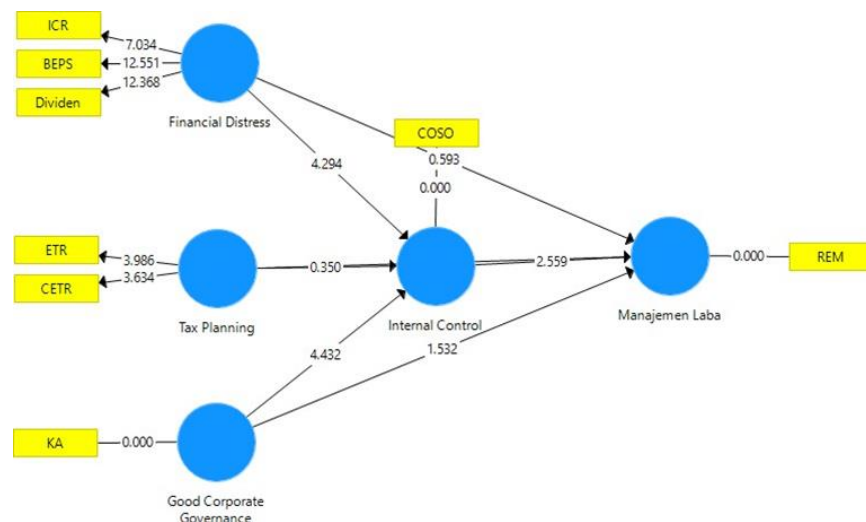 ICR
7.034
BEPS
12.551
12.368
Dividen
Financial Distress
COSO
0.593
4.294
0.000
ETR
3.986
3.634
CETR
0.350
2.559
0.000
REM
Tax Planning
Internal Control
Manajemen Laba
4.432
1.532
KA
0.000
Good Corporate
Governance